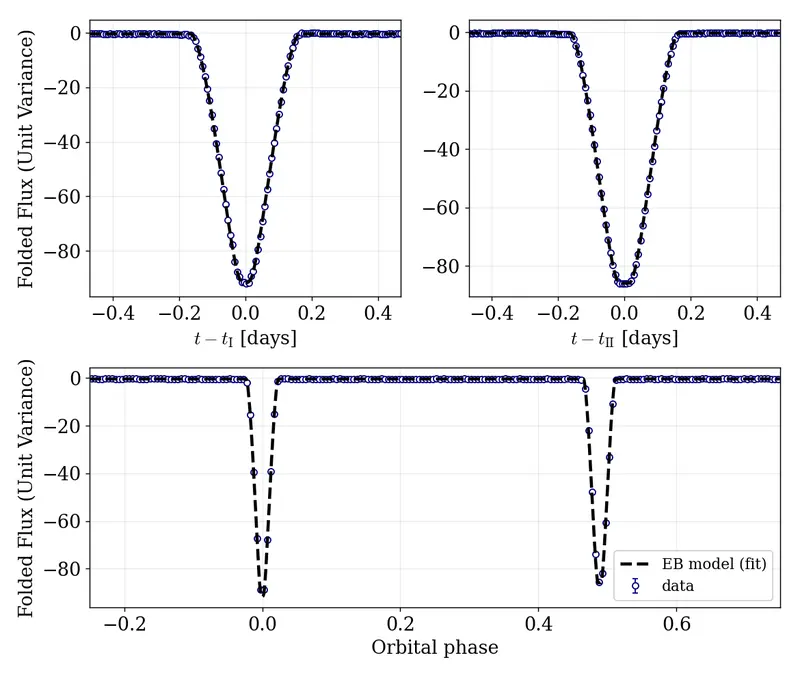 Folded Flux (Unit Variance)
0
−20
−40
−60
−80
−0.4 −0.2 0.0 0.2 0.4
t − tI [days]
0
−20
−40
−60
−80
−0.4 −0.2 0.0 0.2 0.4
t − tII [days]
Folded Flux (Unit Variance)
0
−20
−40
−60
−80
EB model (fit)
data
−0.2 0.0 0.2 0.4 0.6
Orbital phase